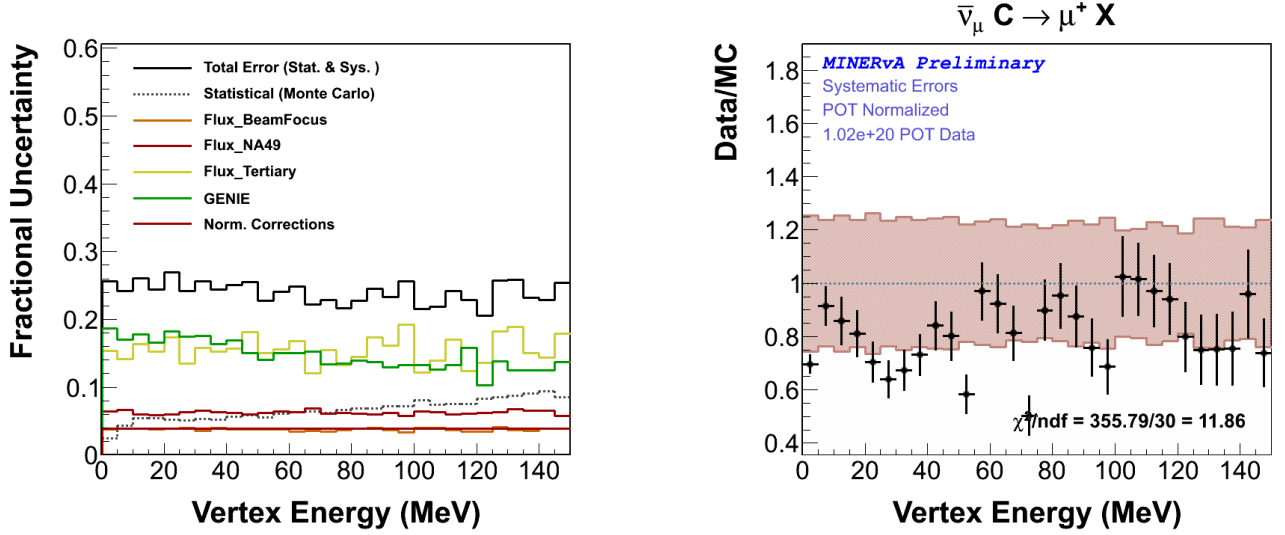 Fractional Uncertainty
0.6
0.5
0.4
0.3
0.2
0.1
0
Total Error (Stat. & Sys. )
Statistical (Monte Carlo)
Flux_BeamFocus
Flux_NA49
Flux_Tertiary
GENIE
Norm. Corrections
0 20 40 60 80 100 120 140
Vertex Energy (MeV)
ν̅μ C → μ+ X
Data/MC
1.8
1.6
1.4
1.2
1
0.8
0.6
0.4
MINERνA Preliminary
Systematic Errors
POT Normalized
1.02e+20 POT Data
χ²/ndf = 355.79/30 = 11.86
0 20 40 60 80 100 120 140
Vertex Energy (MeV)